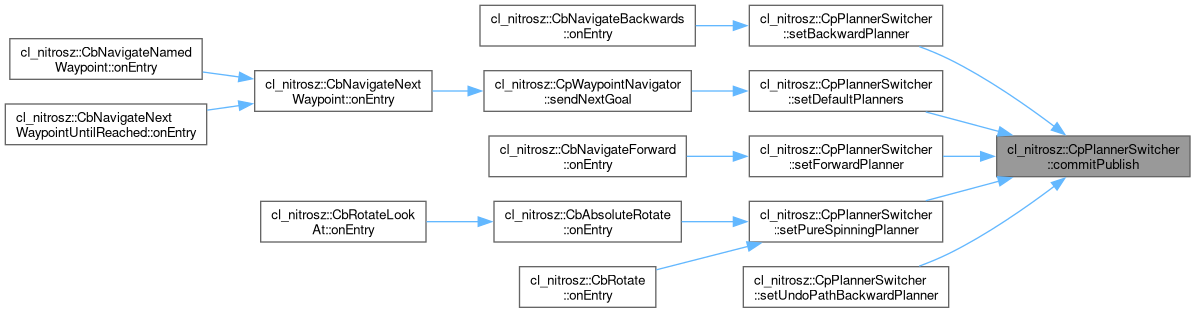 cl_nitrosz::CbNavigateNamed
Waypoint::onEntry
cl_nitrosz::CbNavigateNext
WaypointUntilReached::onEntry
cl_nitrosz::CbNavigateNext
Waypoint::onEntry
cl_nitrosz::CbRotateLook
At::onEntry
cl_nitrosz::CbNavigateBackwards
::onEntry
cl_nitrosz::CpWaypointNavigator
::sendNextGoal
cl_nitrosz::CbNavigateForward
::onEntry
cl_nitrosz::CbAbsoluteRotate
::onEntry
cl_nitrosz::CbRotate
::onEntry
cl_nitrosz::CpPlannerSwitcher
::setBackwardPlanner
cl_nitrosz::CpPlannerSwitcher
::setDefaultPlanners
cl_nitrosz::CpPlannerSwitcher
::setForwardPlanner
cl_nitrosz::CpPlannerSwitcher
::setPureSpinningPlanner
cl_nitrosz::CpPlannerSwitcher
::setUndoPathBackwardPlanner
cl_nitrosz::CpPlannerSwitcher
::commitPublish